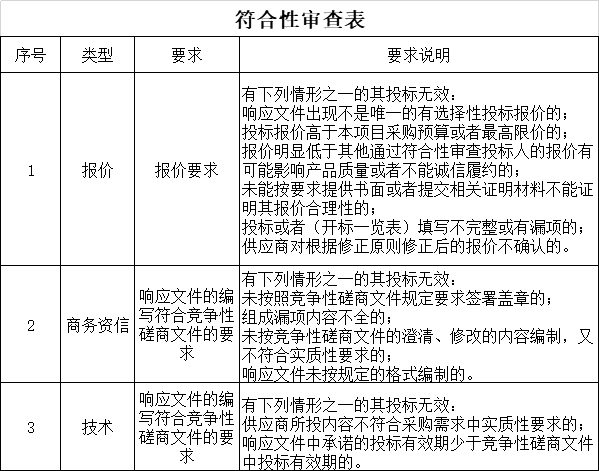 符合性审查表
序号 类型 要求 要求说明
1 报价 报价要求
有下列情形之一的其投标无效：
响应文件出现不是唯一的有选择性投标报价的；
投标报价高于本项目采购预算或者最高限价的；
报价明显低于其他通过符合性审查投标人的报价有
可能影响产品质量或者不能诚信履约的；
未能按要求提供书面或者提交相关证明材料不能证
明其报价合理性的；
投标或者（开标一览表）填写不完整或有漏项的；
供应商对根据修正原则修正后的报价不确认的。
2 商务资信
响应文件的编
写符合竞争性
磋商文件的要
求
有下列情形之一的其投标无效：
未按照竞争性磋商文件规定要求签署盖章的；
组成漏项内容不全的；
未按竞争性磋商文件的澄清、修改的内容编制，又
不符合实质性要求的；
响应文件未按规定的格式编制的。
3 技术
响应文件的编
写符合竞争性
磋商文件的要
求
有下列情形之一的其投标无效：
供应商所投内容不符合采购需求中实质性要求的；
响应文件中承诺的投标有效期少于竞争性磋商文件
中投标有效期的。